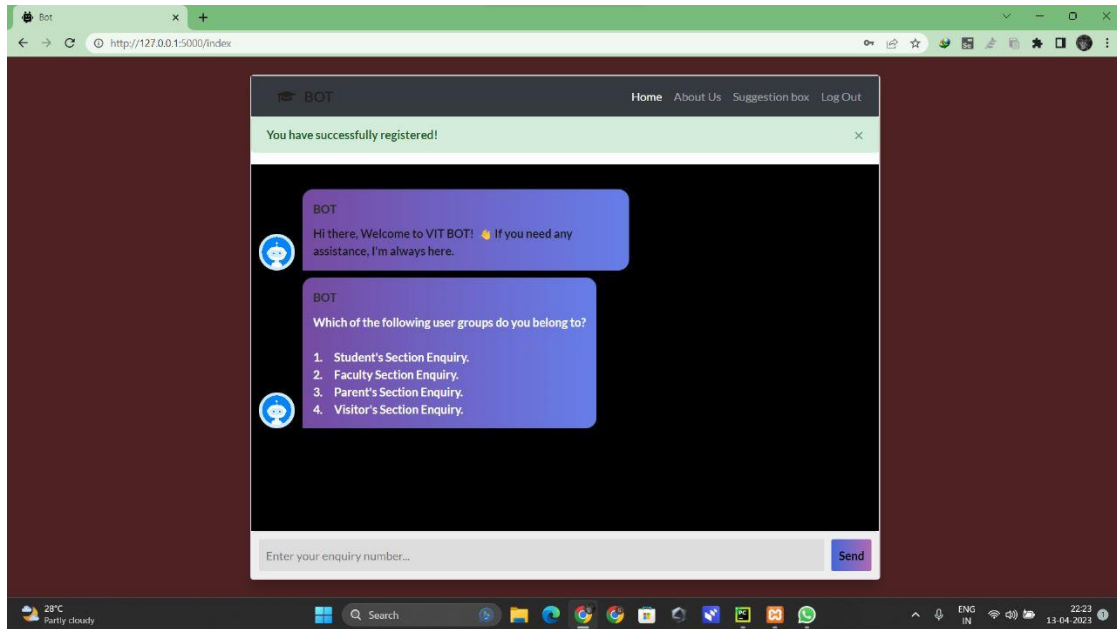 Bot
http://127.0.0.1:5000/index
BOT
Home About Us Suggestion box Log Out
You have successfully registered!
BOT
Hi there, Welcome to VIT BOT! 👋 If you need any
assistance, I'm always here.
BOT
Which of the following user groups do you belong to?
1. Student's Section Enquiry.
2. Faculty Section Enquiry.
3. Parent's Section Enquiry.
4. Visitor's Section Enquiry.
Enter your enquiry number...
Send
28°C
Partly cloudy
Search
PC
ENG
IN
22:23
13-04-2023
1